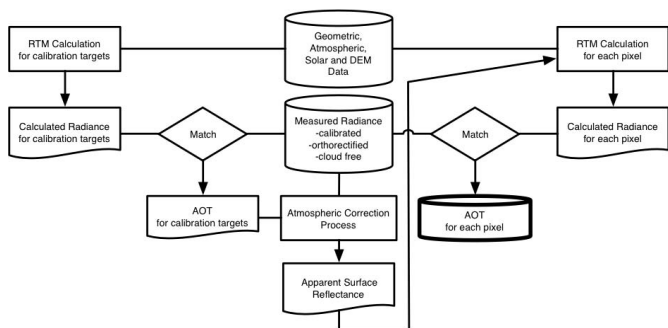 RTM Calculation
for calibration targets
Geometric,
Atmospheric,
Solar and DEM
Data
RTM Calculation
for each pixel
Calculated Radiance
for calibration targets
Match
Measured Radiance
-calibrated
-orthorectified
-cloud free
Match
Calculated Radiance
for each pixel
AOT
for calibration targets
Atmospheric Correction
Process
AOT
for each pixel
Apparent Surface
Reflectance